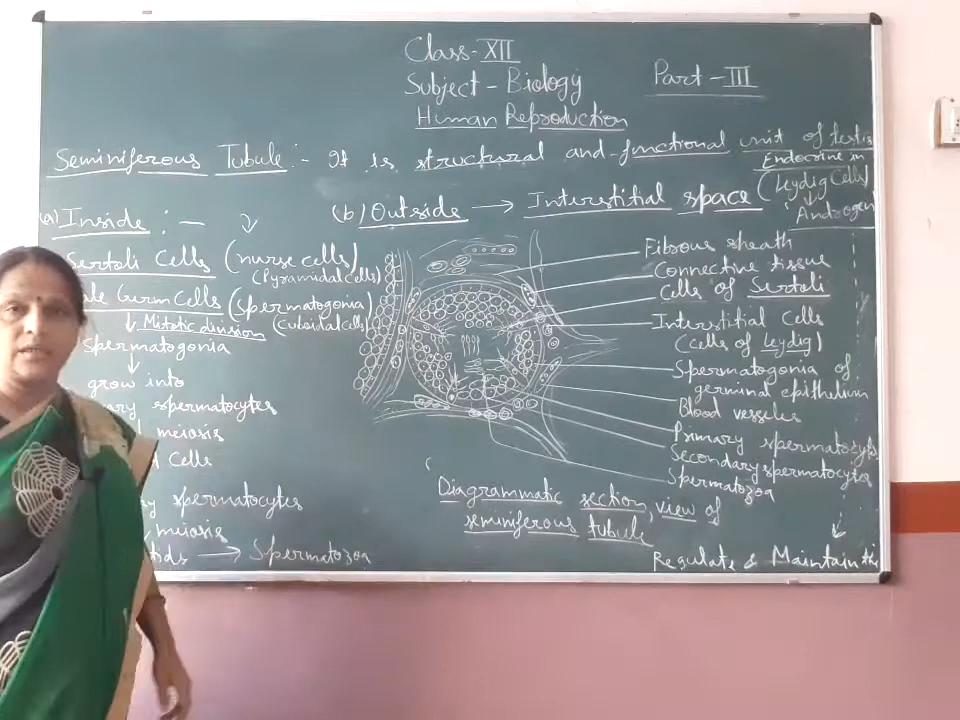 Class-XII
Subject - Biology
Part - III
Human Reproduction
Seminiferous Tubule :- It is structural and functional unit of testis
Endocrine in
(a) Inside :-
(b) Outside → Interstitial space (Leydig Cells)
↓
Androgen
Sertoli Cells (nurse cells)
(Pyramidal cells)
Germ Cells (spermatogonia)
↓ Mitotic division (cuboidal cells)
spermatogonia
↓
grow into
spermatocytes
meiosis
Cells
spermatocytes
meiosis
→ Spermatozoa
Fibrous sheath
Connective tissue
Cells of Sertoli
Interstitial Cells
(cells of leydig)
Spermatogonia of
germinal epithelium
Blood vesseles
Primary spermatocytes
Secondary spermatocytes
Spermatozoa
Diagrammatic section view of
seminiferous tubule
↓
Regulate & Maintain